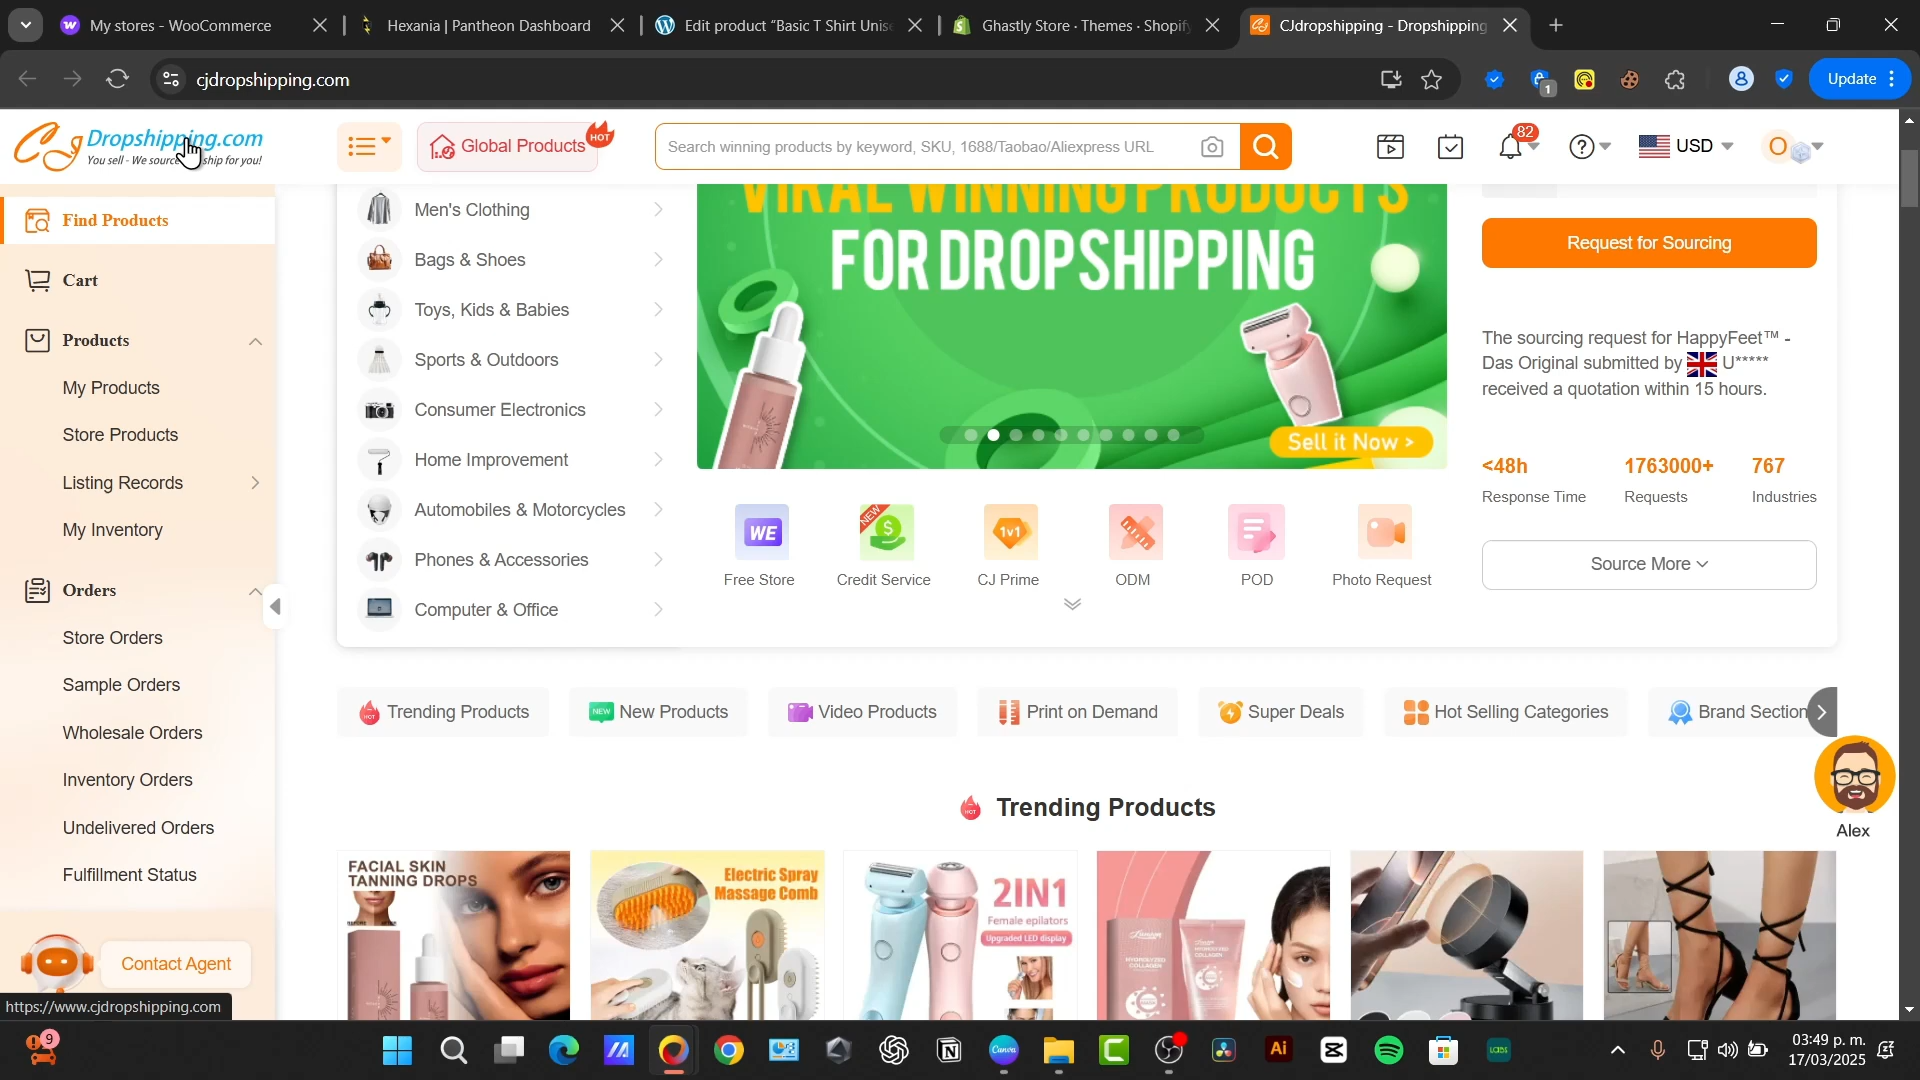 My stores - WooCommerce
Hexania | Pantheon Dashboard
Edit product "Basic T Shirt Unis
Ghastly Store · Themes · Shopify
CJdropshipping - Dropshipping
cjdropshipping.com
1
Update
CJ Dropshipping.com
You sell - We source
ship for you!
Global Products
HOT
Search winning products by keyword, SKU, 1688/Taobao/Aliexpress URL
82
USD
O
Find Products
Cart
Products
My Products
Store Products
Listing Records
My Inventory
Orders
Store Orders
Sample Orders
Wholesale Orders
Inventory Orders
Undelivered Orders
Fulfillment Status
Contact Agent
https://www.cjdropshipping.com
Men's Clothing
Bags & Shoes
Toys, Kids & Babies
Sports & Outdoors
Consumer Electronics
Home Improvement
Automobiles & Motorcycles
Phones & Accessories
Computer & Office
VIRAL WINNING PRODUCTS
FOR DROPSHIPPING
Sell it Now >
WE
Free Store
NEW
Credit Service
1v1
CJ Prime
ODM
POD
Photo Request
Request for Sourcing
The sourcing request for HappyFeet™ -
Das Original submitted by U*****
received a quotation within 15 hours.
<48h
Response Time
1763000+
Requests
767
Industries
Source More
HOT Trending Products
NEW New Products
Video Products
Print on Demand
Super Deals
Hot Selling Categories
Brand Section
Alex
HOT Trending Products
FACIAL SKIN
TANNING DROPS
Electric Spray
Massage Comb
2IN1
Female epilators
Upgraded LED display
HYDROLYZED
COLLAGEN
9
Canva
Ai
03:49 p. m.
17/03/2025